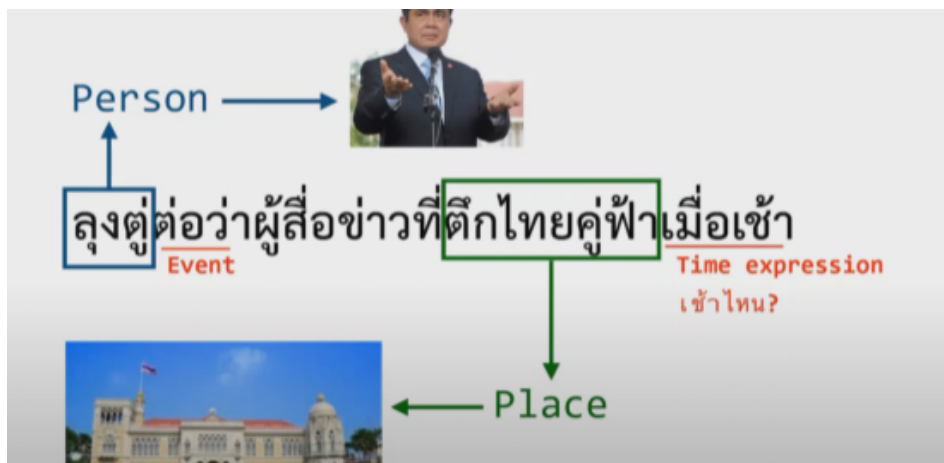 Person
ลุงตู่ต่อว่าผู้สื่อข่าวที่ตึกไทยคู่ฟ้าเมื่อเช้า
Event
Time expression
เช้าไหน?
Place